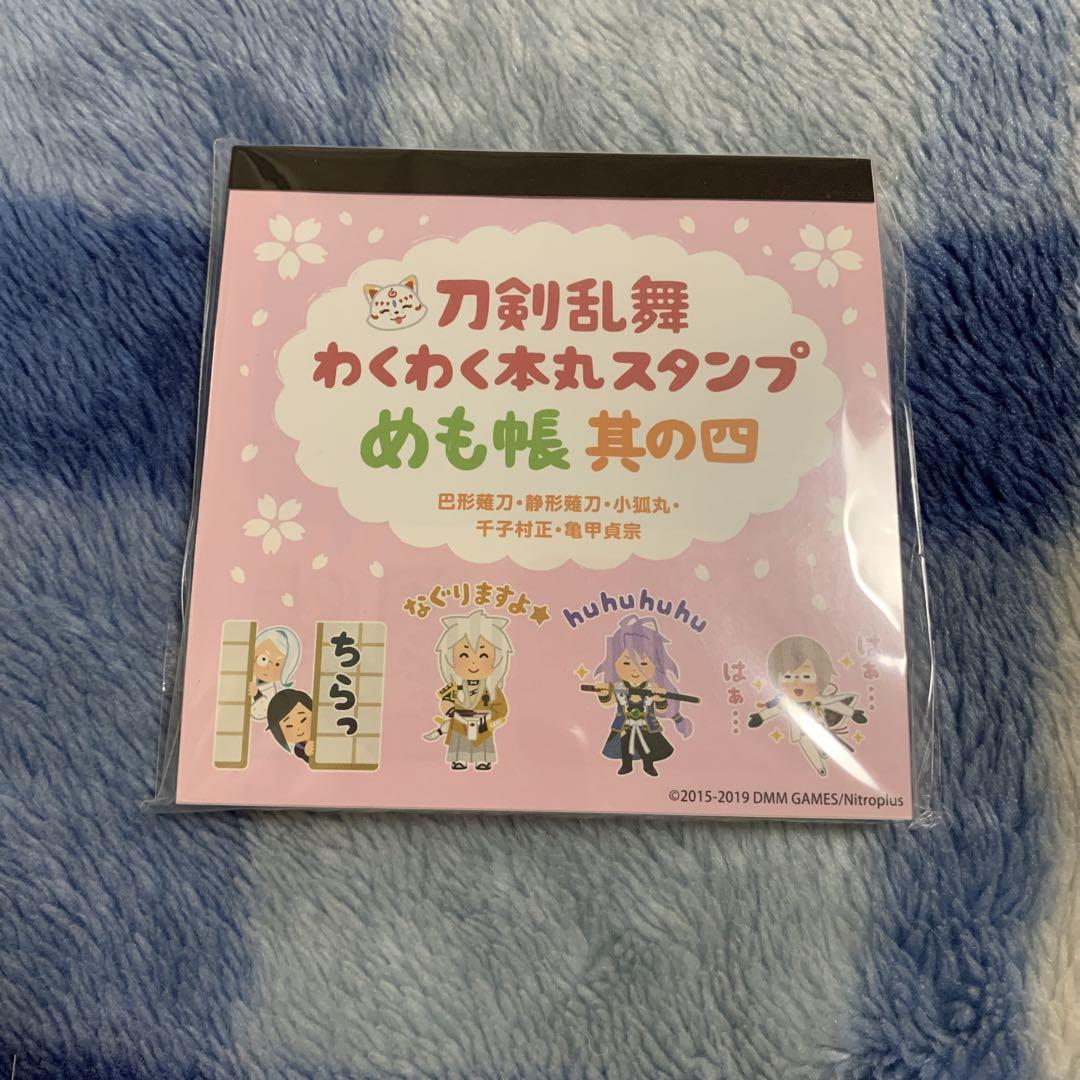 刀剣乱舞
わくわく本丸スタンプ
めも帳 其の四
巴形薙刀・静形薙刀・小狐丸・
千子村正・亀甲貞宗
ちらっ
なぐりますよ☆
huhuhuhu
はぁ…
はぁ…
©2015-2019 DMM GAMES/Nitroplus